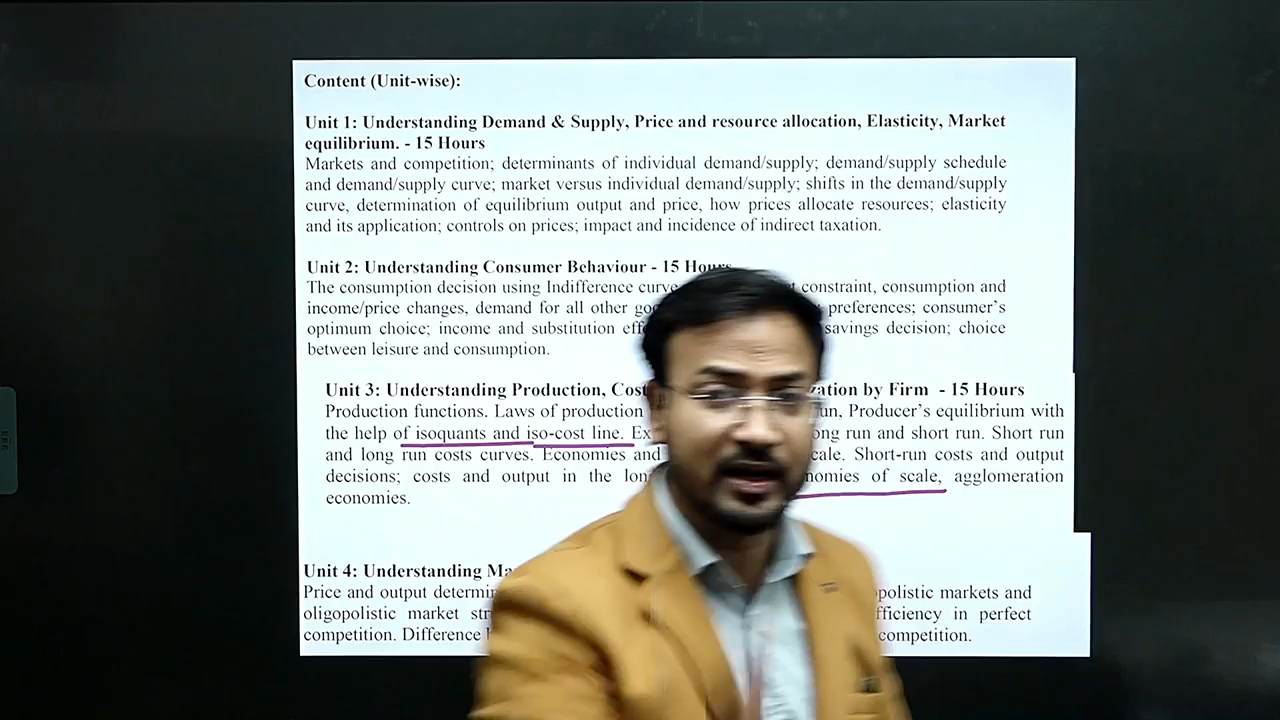 Content (Unit-wise):
Unit 1: Understanding Demand & Supply, Price and resource allocation, Elasticity, Market
equilibrium. - 15 Hours
Markets and competition; determinants of individual demand/supply; demand/supply schedule
and demand/supply curve; market versus individual demand/supply; shifts in the demand/supply
curve, determination of equilibrium output and price, how prices allocate resources; elasticity
and its application; controls on prices; impact and incidence of indirect taxation.
Unit 2: Understanding Consumer Behaviour - 15 Hours
The consumption decision using Indifference curve constraint, consumption and
income/price changes, demand for all other preferences; consumer's
optimum choice; income and substitution savings decision; choice
between leisure and consumption.
Unit 3: Understanding Production, by Firm - 15 Hours
Production functions. Laws of production Producer's equilibrium with
the help of isoquants and iso-cost line. long run and short run. Short run
and long run costs curves. Economies and scale. Short-run costs and output
decisions; costs and output in the of scale, agglomeration
economies.
Unit 4: Understanding
Price and output markets and
oligopolistic market in perfect
competition. Difference competition.